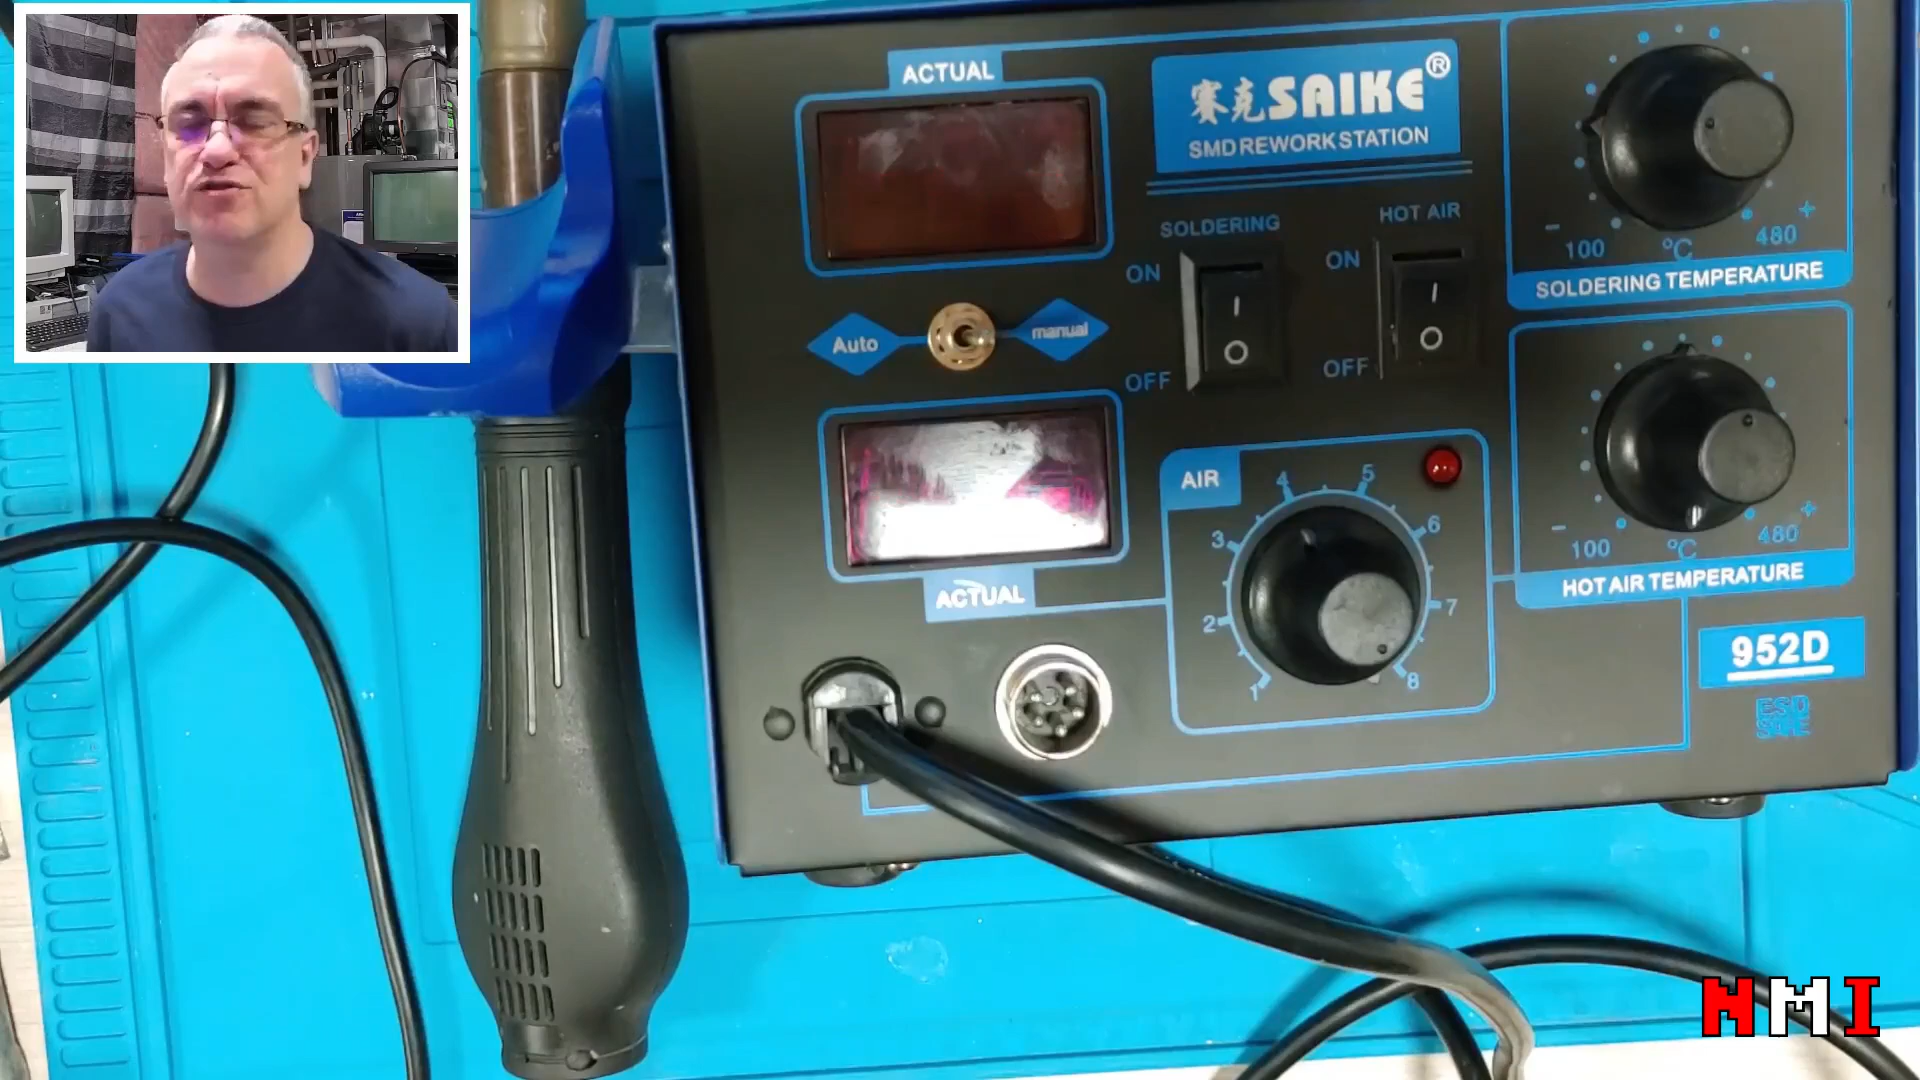 ACTUAL
賽克SAIKE®
SMD REWORK STATION
SOLDERING
HOT AIR
ON
ON
I
I
O
O
OFF
OFF
Auto
manual
−
+
100
°C
480
SOLDERING TEMPERATURE
ACTUAL
AIR
1
2
3
4
5
6
7
8
−
+
100
°C
480
HOT AIR TEMPERATURE
952D
ESD
SAFE
NMI